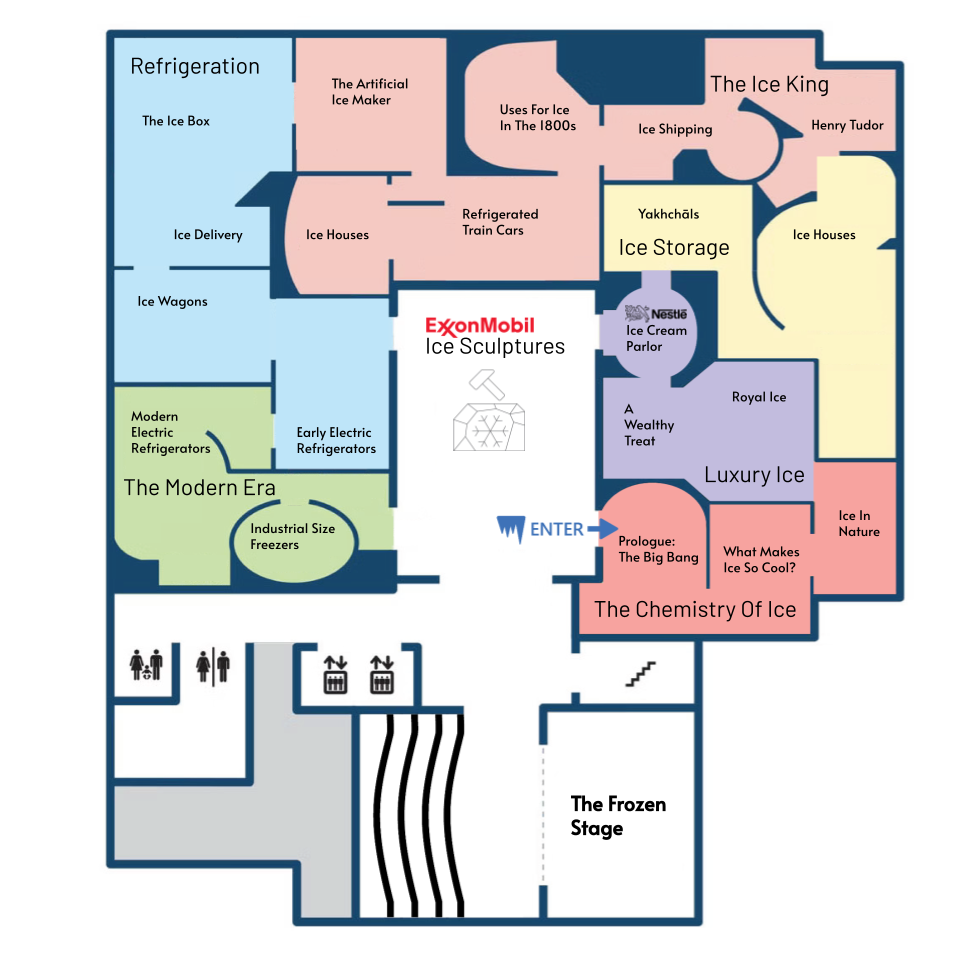 Refrigeration
The Ice Box
Ice Delivery
Ice Wagons
Early Electric
Refrigerators
The Artificial
Ice Maker
Ice Houses
Refrigerated
Train Cars
Uses For Ice
In The 1800s
Ice Shipping
The Ice King
Henry Tudor
Yakhchāls
Ice Storage
Ice Houses
ExxonMobil
Ice Sculptures
Nestlé
Ice Cream
Parlor
A
Wealthy
Treat
Royal Ice
Luxury Ice
Modern
Electric
Refrigerators
The Modern Era
Industrial Size
Freezers
ENTER
Prologue:
The Big Bang
What Makes
Ice So Cool?
Ice In
Nature
The Chemistry Of Ice
The Frozen
Stage